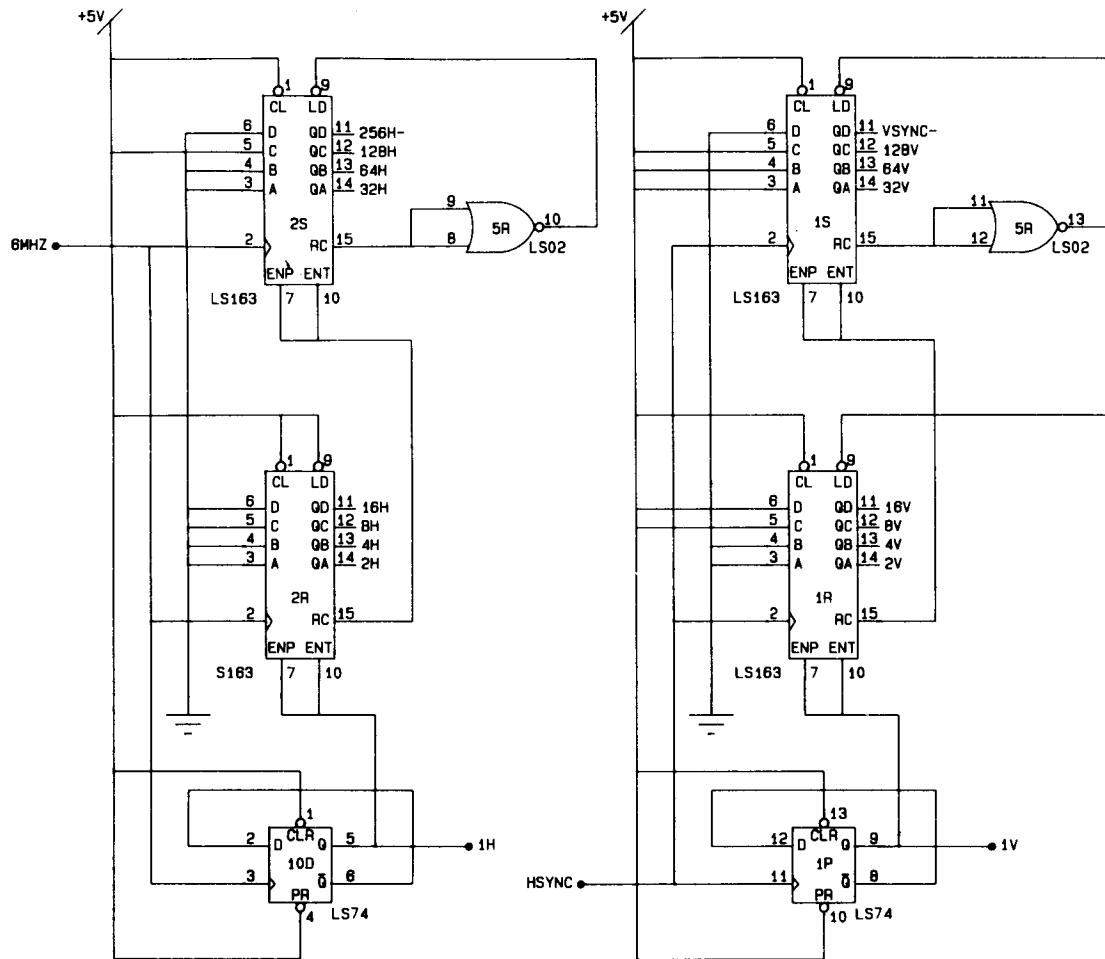 +5V +5V
1 9 1 9
CL LD CL LD
6 D QD 11 256H- 6 D QD 11 VSYNC-
5 C QC 12 128H 5 C QC 12 128V
4 B QB 13 64H 4 B QB 13 64V
3 A QA 14 32H 3 A QA 14 32V
9 11
2S 5R 10 1S 5R 13
6MHZ 2 RC 15 8 LS02 2 RC 15 12 LS02
ENP ENT ENP ENT
LS163 7 10 LS163 7 10
1 9 1 9
CL LD CL LD
6 D QD 11 16H 6 D QD 11 16V
5 C QC 12 8H 5 C QC 12 8V
4 B QB 13 4H 4 B QB 13 4V
3 A QA 14 2H 3 A QA 14 2V
2R 1R
2 RC 15 2 RC 15
ENP ENT ENP ENT
S163 7 10 LS163 7 10
1 13
CLR CLR
2 D Q 5 1H 12 D Q 9 1V
10D 1P
3 Q̅ 6 HSYNC 11 Q̅ 8
PR PR
4 LS74 10 LS74